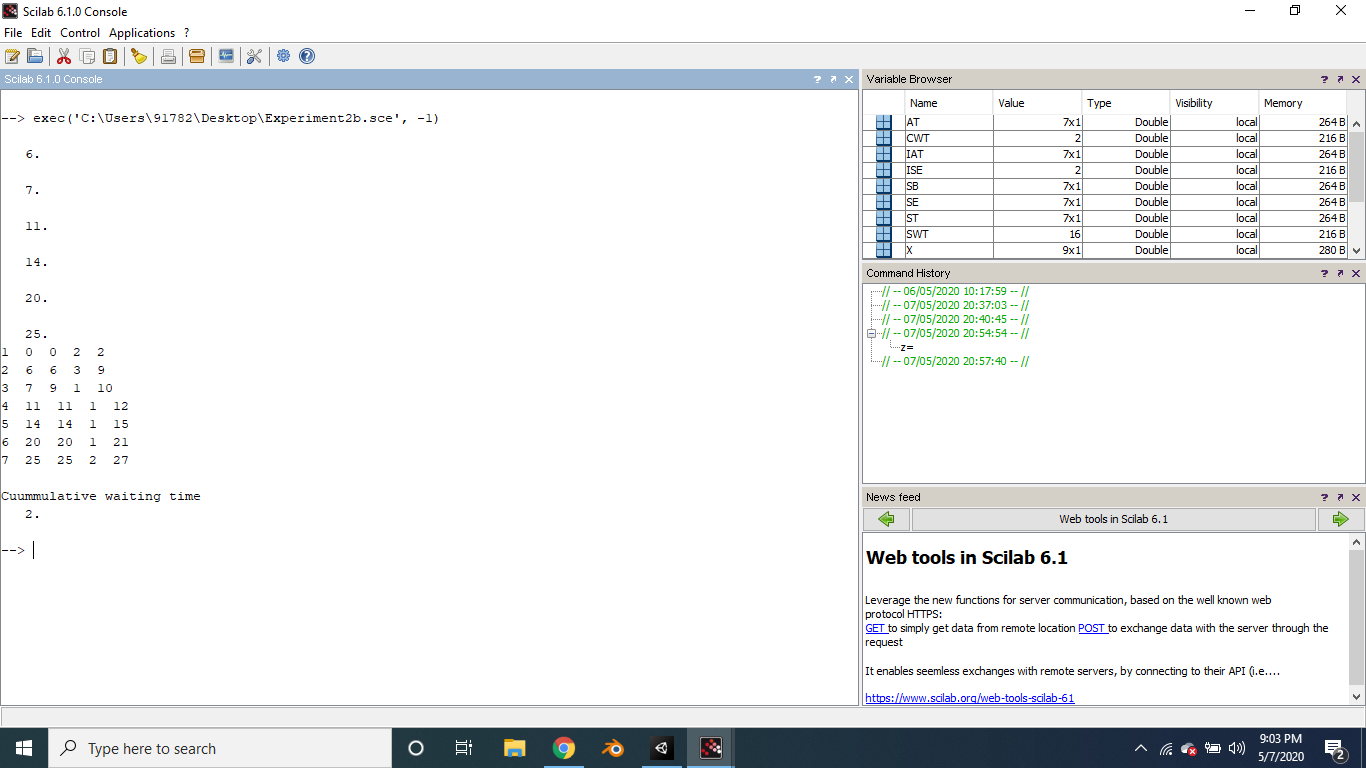 Scilab 6.1.0 Console
File Edit Control Applications ?
Scilab 6.1.0 Console ? ↗ ✕
--> exec('C:\Users\91782\Desktop\Experiment2b.sce', -1)
6.
7.
11.
14.
20.
25.
1 0 0 2 2
2 6 6 3 9
3 7 9 1 10
4 11 11 1 12
5 14 14 1 15
6 20 20 1 21
7 25 25 2 27
Cuummulative waiting time
2.
-->
Variable Browser ? ↗ ✕
Name Value Type Visibility Memory
AT 7x1 Double local 264 B
CWT 2 Double local 216 B
IAT 7x1 Double local 264 B
ISE 2 Double local 216 B
SB 7x1 Double local 264 B
SE 7x1 Double local 264 B
ST 7x1 Double local 264 B
SWT 16 Double local 216 B
X 9x1 Double local 280 B
Command History ? ↗ ✕
// -- 06/05/2020 10:17:59 -- //
// -- 07/05/2020 20:37:03 -- //
// -- 07/05/2020 20:40:45 -- //
// -- 07/05/2020 20:54:54 -- //
z=
// -- 07/05/2020 20:57:40 -- //
News feed ? ↗ ✕
Web tools in Scilab 6.1
Web tools in Scilab 6.1
Leverage the new functions for server communication, based on the well known web
protocol HTTPS:
GET to simply get data from remote location POST to exchange data with the server through the
request
It enables seemless exchanges with remote servers, by connecting to their API (i.e....
https://www.scilab.org/web-tools-scilab-61
Type here to search
9:03 PM
5/7/2020
2